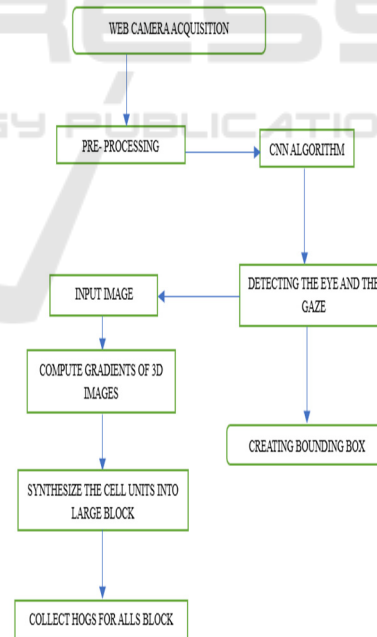 WEB CAMERA ACQUISITION
PRE- PROCESSING
CNN ALGORITHM
INPUT IMAGE
DETECTING THE EYE AND THE
GAZE
COMPUTE GRADIENTS OF 3D
IMAGES
CREATING BOUNDING BOX
SYNTHESIZE THE CELL UNITS INTO
LARGE BLOCK
COLLECT HOGS FOR ALLS BLOCK